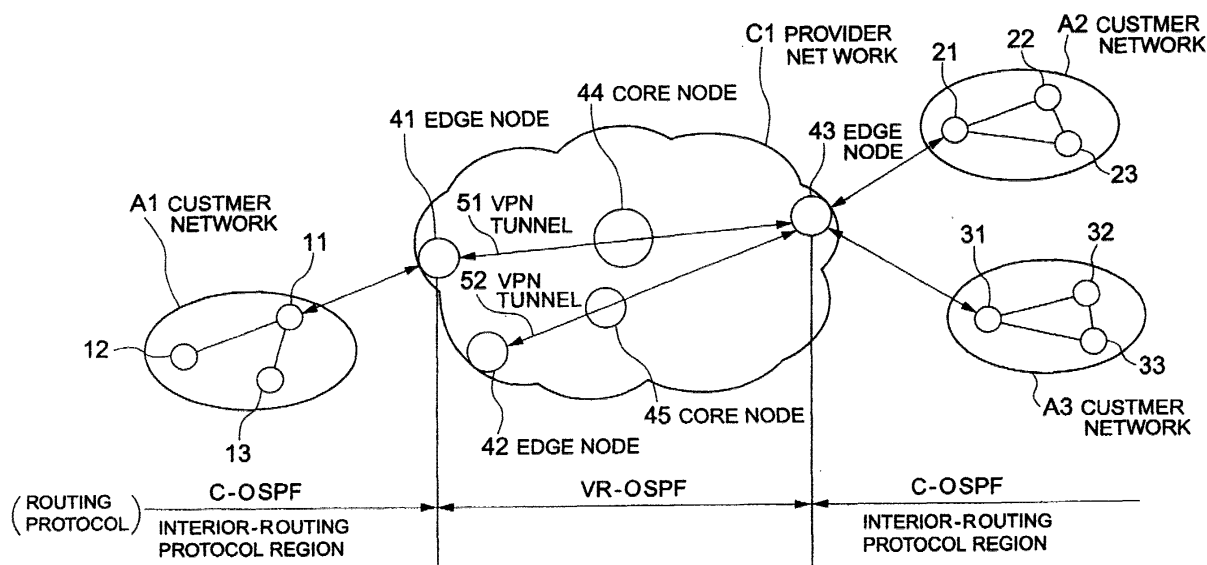 C1 PROVIDER
NET WORK
A2 CUSTMER
NETWORK
22
21
44 CORE NODE
41 EDGE NODE
43 EDGE
NODE
23
A1 CUSTMER
NETWORK
51 VPN
TUNNEL
11
32
31
52 VPN
TUNNEL
12
33
13
42 EDGE NODE
45 CORE NODE
A3 CUSTMER
NETWORK
(ROUTING
PROTOCOL)
C-OSPF
VR-OSPF
C-OSPF
INTERIOR-ROUTING
PROTOCOL REGION
INTERIOR-ROUTING
PROTOCOL REGION